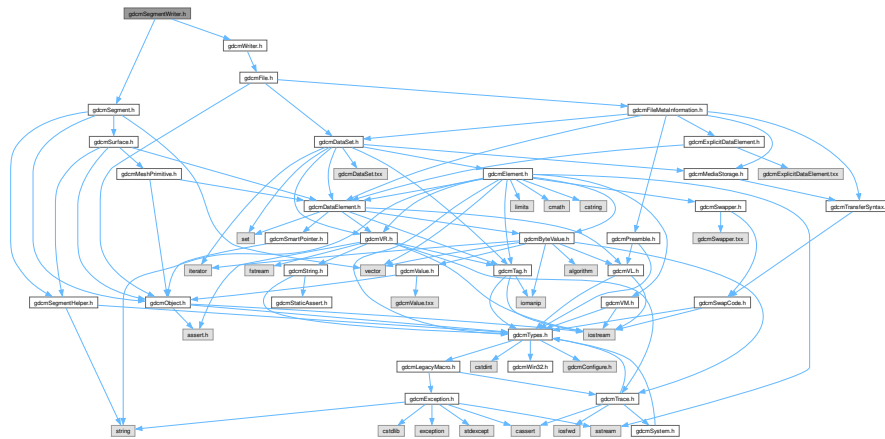 gdcmSegmentWriter.h
gdcmWriter.h
gdcmFile.h
gdcmSegment.h
gdcmFileMetaInformation.h
gdcmSurface.h
gdcmDataSet.h
gdcmExplicitDataElement.h
gdcmMeshPrimitive.h
gdcmDataSet.txx
gdcmElement.h
gdcmMediaStorage.h
gdcmExplicitDataElement.txx
gdcmDataElement.h
limits
cmath
cstring
gdcmSwapper.h
gdcmTransferSyntax.
set
gdcmSmartPointer.h
gdcmVR.h
gdcmByteValue.h
gdcmPreamble.h
gdcmSwapper.txx
iterator
fstream
gdcmString.h
vector
gdcmValue.h
gdcmTag.h
algorithm
gdcmVL.h
gdcmSegmentHelper.h
gdcmObject.h
gdcmStaticAssert.h
gdcmValue.txx
iomanip
gdcmVM.h
gdcmSwapCode.h
assert.h
gdcmTypes.h
iostream
gdcmLegacyMacro.h
cstdint
gdcmWin32.h
gdcmConfigure.h
gdcmException.h
gdcmTrace.h
string
cstdlib
exception
stdexcept
cassert
iosfwd
sstream
gdcmSystem.h